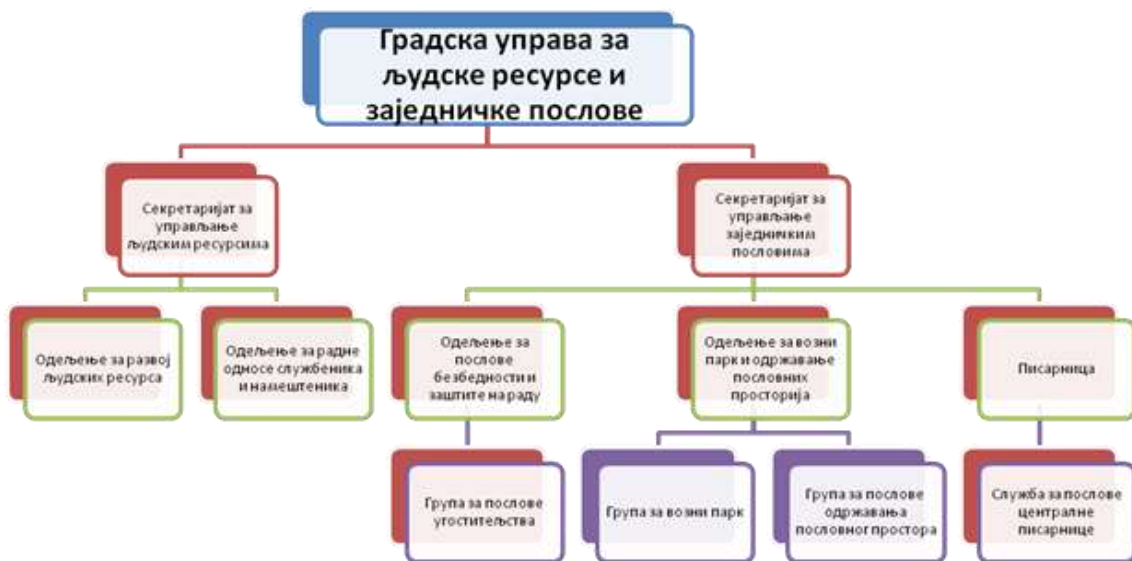 Градска управа за
људске ресурсе и
заједничке послове
Секретаријат за
управљање
људским ресурсима
Секретаријат за
управљање
заједничким
пословима
Одељење за развој
људских ресурса
Одељење за радне
односе службеника
и намештеника
Одељење за
послове
безбедности и
заштите на раду
Одељење за возни
парк и одржавање
пословних
просторија
Писарница
Група за послове
угоститељства
Група за возни парк
Група за послове
одржавања
пословног простора
Служба за послове
централне
писарнице